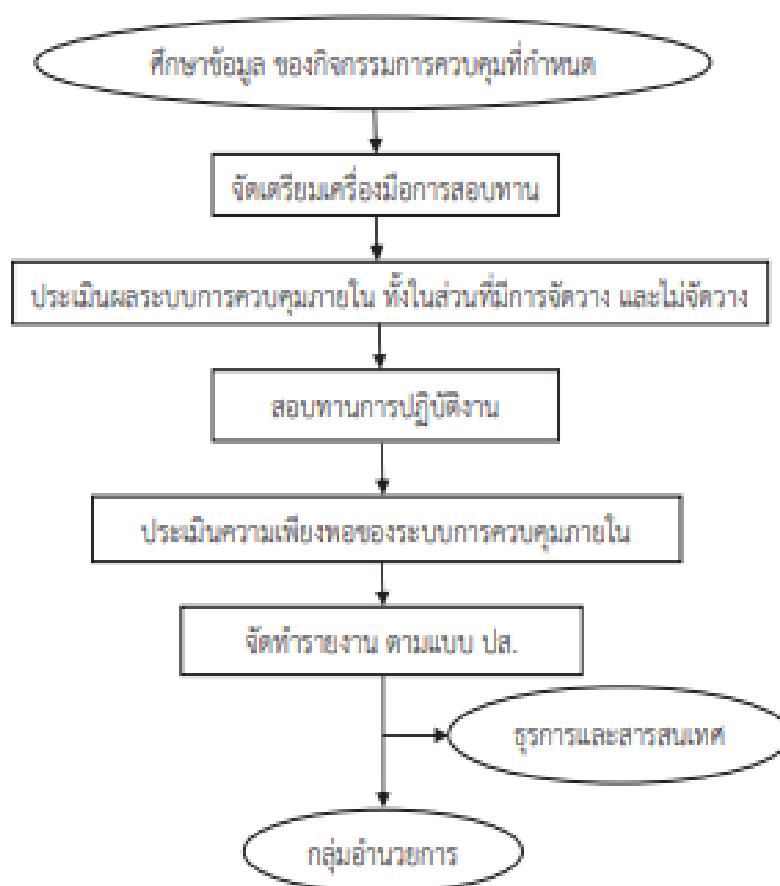 ศึกษาข้อมูล ของกิจกรรมการควบคุมที่กำหนด
จัดเตรียมเครื่องมือการสอบทาน
ประเมินผลระบบการควบคุมภายใน ทั้งในส่วนที่มีการจัดวาง และไม่จัดวาง
สอบทานการปฏิบัติงาน
ประเมินความเพียงพอของระบบการควบคุมภายใน
จัดทำรายงาน ตามแบบ ปส.
ธุรการและสารสนเทศ
กลุ่มอำนวยการ